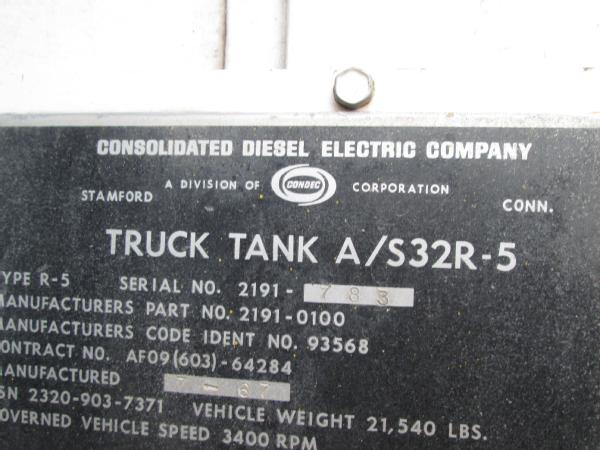 CONSOLIDATED DIESEL ELECTRIC COMPANY
A DIVISION OF CONDEC CORPORATION
STAMFORD CONN.
TRUCK TANK A/S32R-5
TYPE R-5 SERIAL NO. 2191-783
MANUFACTURERS PART NO. 2191-0100
MANUFACTURERS CODE IDENT NO. 93568
CONTRACT NO. AF09(603)-64284
MANUFACTURED 7-67
SN 2320-903-7371 VEHICLE WEIGHT 21,540 LBS.
GOVERNED VEHICLE SPEED 3400 RPM